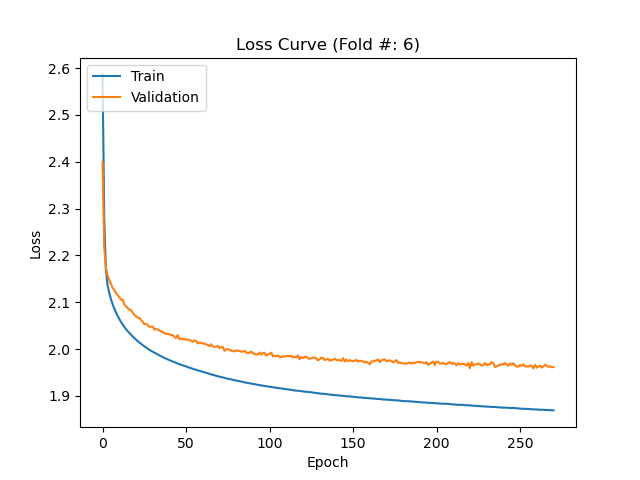 Loss Curve (Fold #: 6)
Train
Validation
2.6
2.5
2.4
2.3
2.2
2.1
2.0
1.9
Loss
0 50 100 150 200 250
Epoch